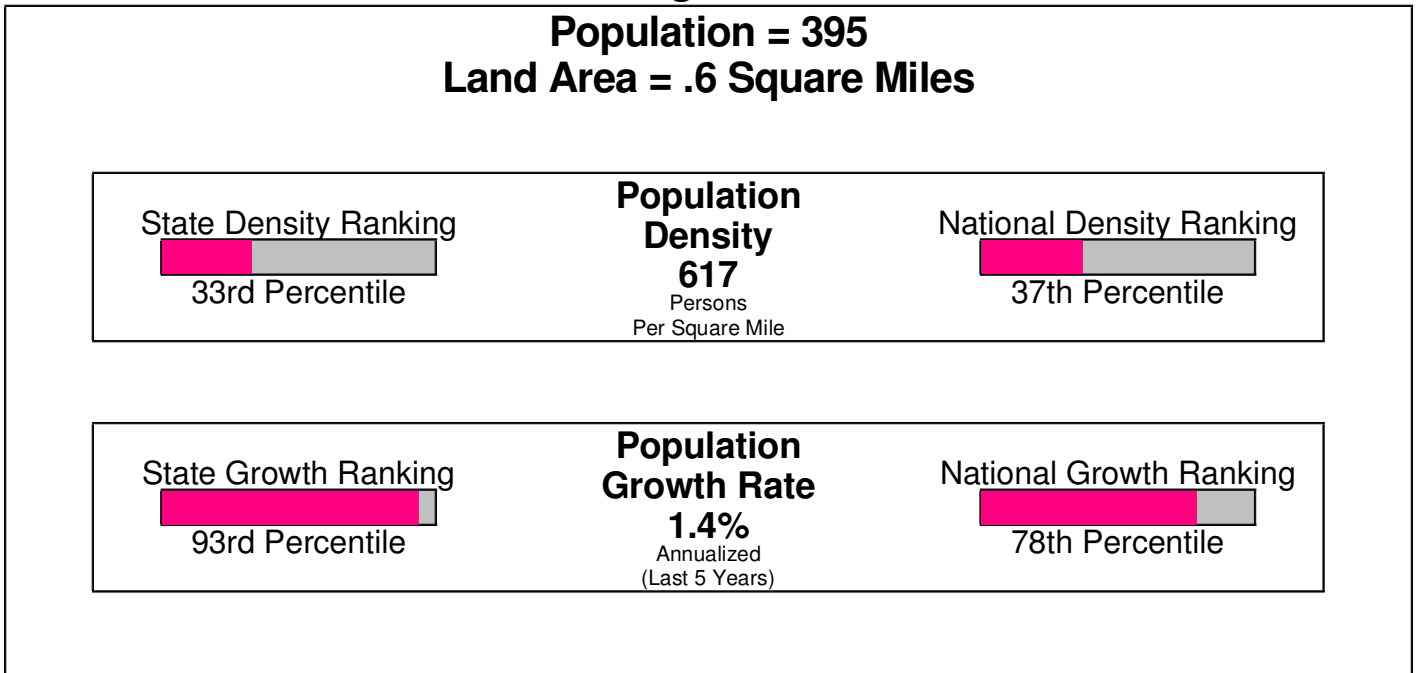 Population = 395
Land Area = .6 Square Miles
State Density Ranking
33rd Percentile
Population
Density
617
Persons
Per Square Mile
National Density Ranking
37th Percentile
State Growth Ranking
93rd Percentile
Population
Growth Rate
1.4%
Annualized
(Last 5 Years)
National Growth Ranking
78th Percentile